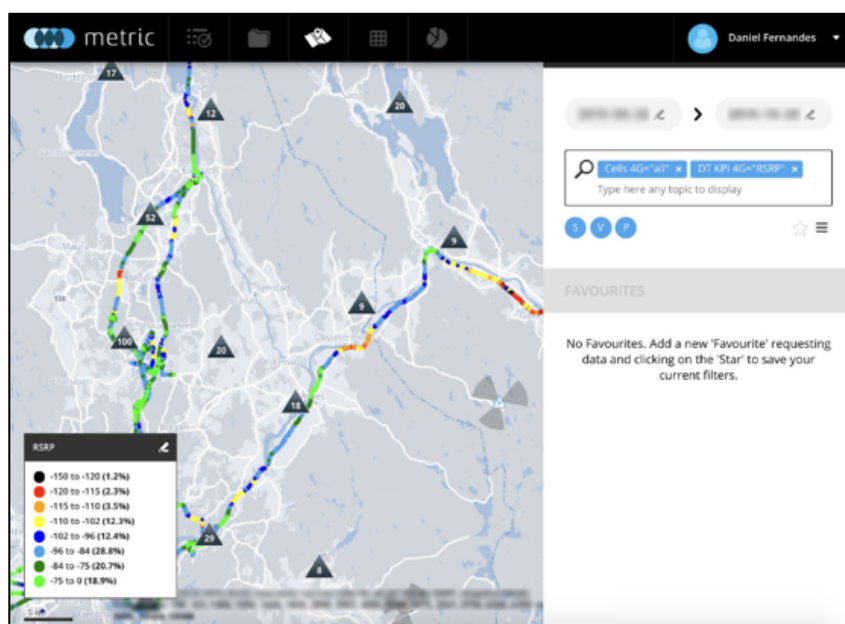 metric
Daniel Fernandes
17
12
20
Cells 4G="all" × DT KPI 4G="RSRP" ×
Type here any topic to display
52
S V P
9
Maura
FAVOURITES
9
100
20
No Favourites. Add a new 'Favourite' requesting
data and clicking on the 'Star' to save your
current filters.
18
RSRP
-150 to -120 (1.2%)
-120 to -115 (2.3%)
-115 to -110 (3.5%)
-110 to -102 (12.3%)
-102 to -96 (12.4%)
-96 to -84 (28.8%)
-84 to -75 (20.7%)
-75 to 0 (18.9%)
29
8